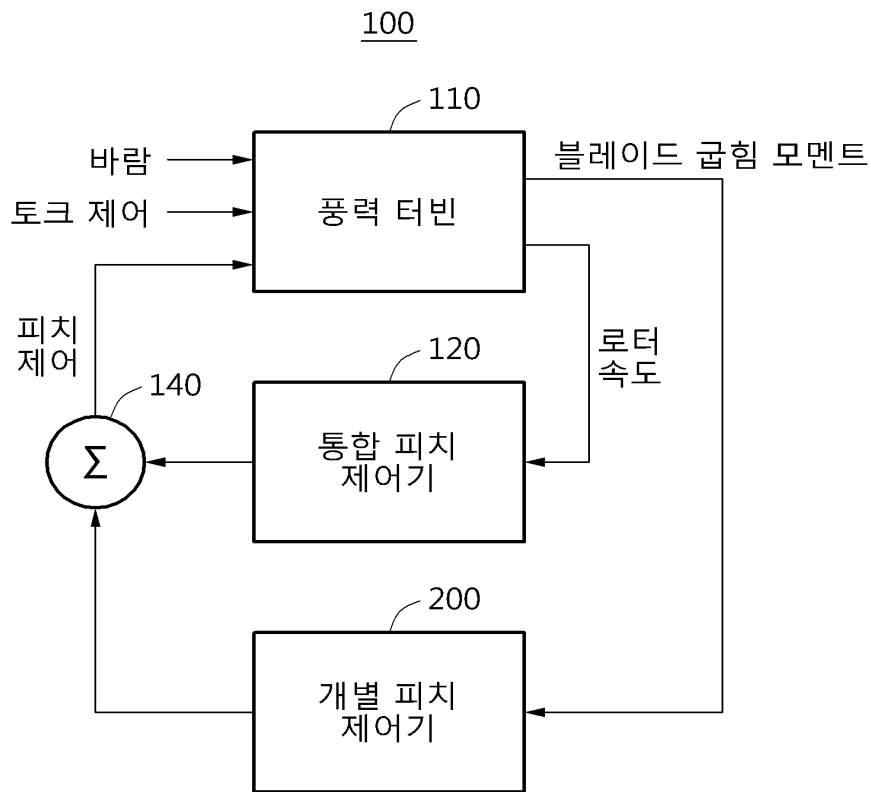 100
110
바람
토크 제어
풍력 터빈
블레이드 굽힘 모멘트
피치
제어
로터
속도
120
140
Σ
통합 피치
제어기
200
개별 피치
제어기